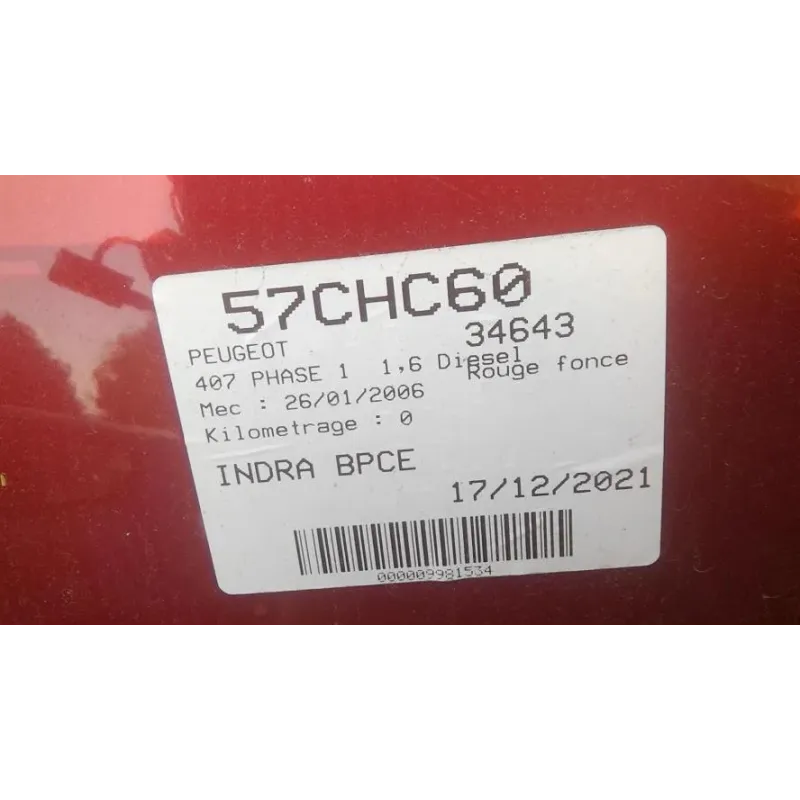 57CHC60
PEUGEOT
34643
407 PHASE 1 1,6 Diesel
Rouge fonce
Mec : 26/01/2006
Kilometrage : 0
INDRA BPCE
17/12/2021
000009981534